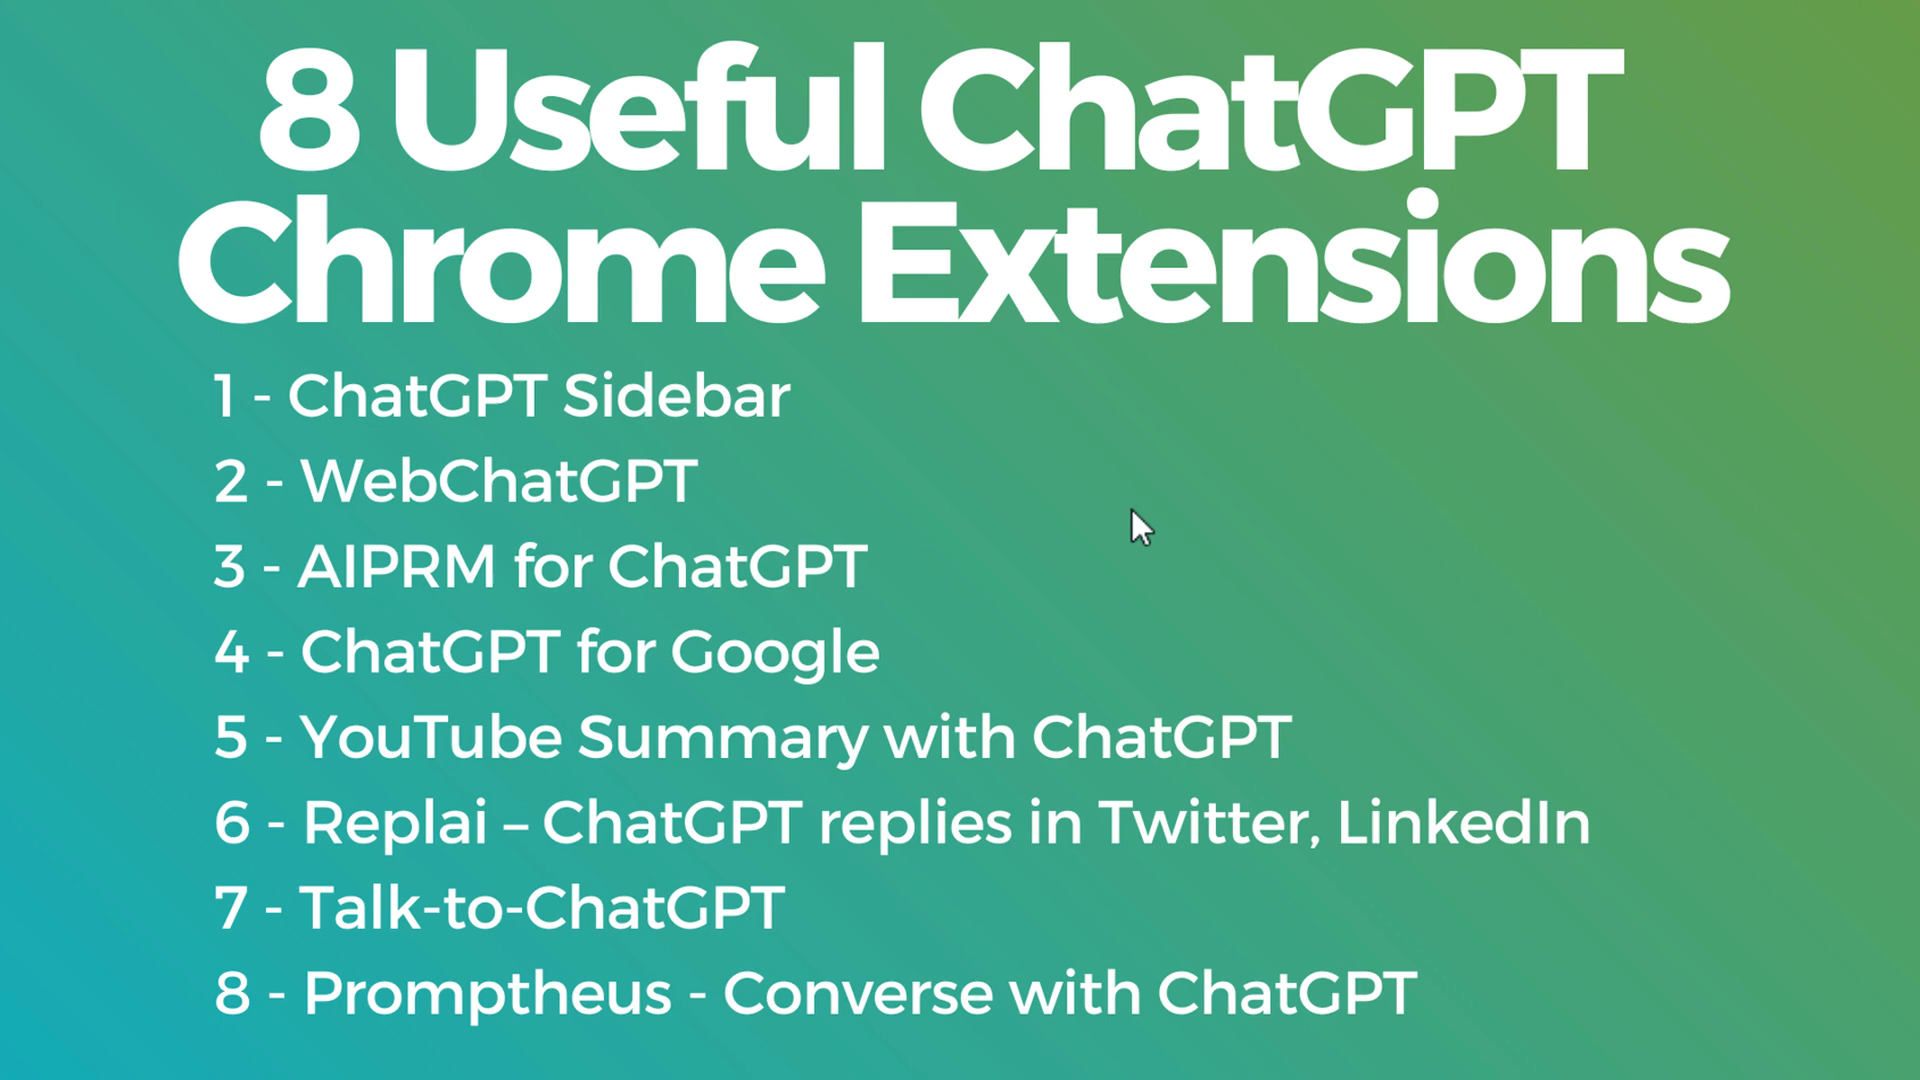 8 Useful ChatGPT
Chrome Extensions
1 - ChatGPT Sidebar
2 - WebChatGPT
3 - AIPRM for ChatGPT
4 - ChatGPT for Google
5 - YouTube Summary with ChatGPT
6 - Replai – ChatGPT replies in Twitter, LinkedIn
7 - Talk-to-ChatGPT
8 - Promptheus - Converse with ChatGPT